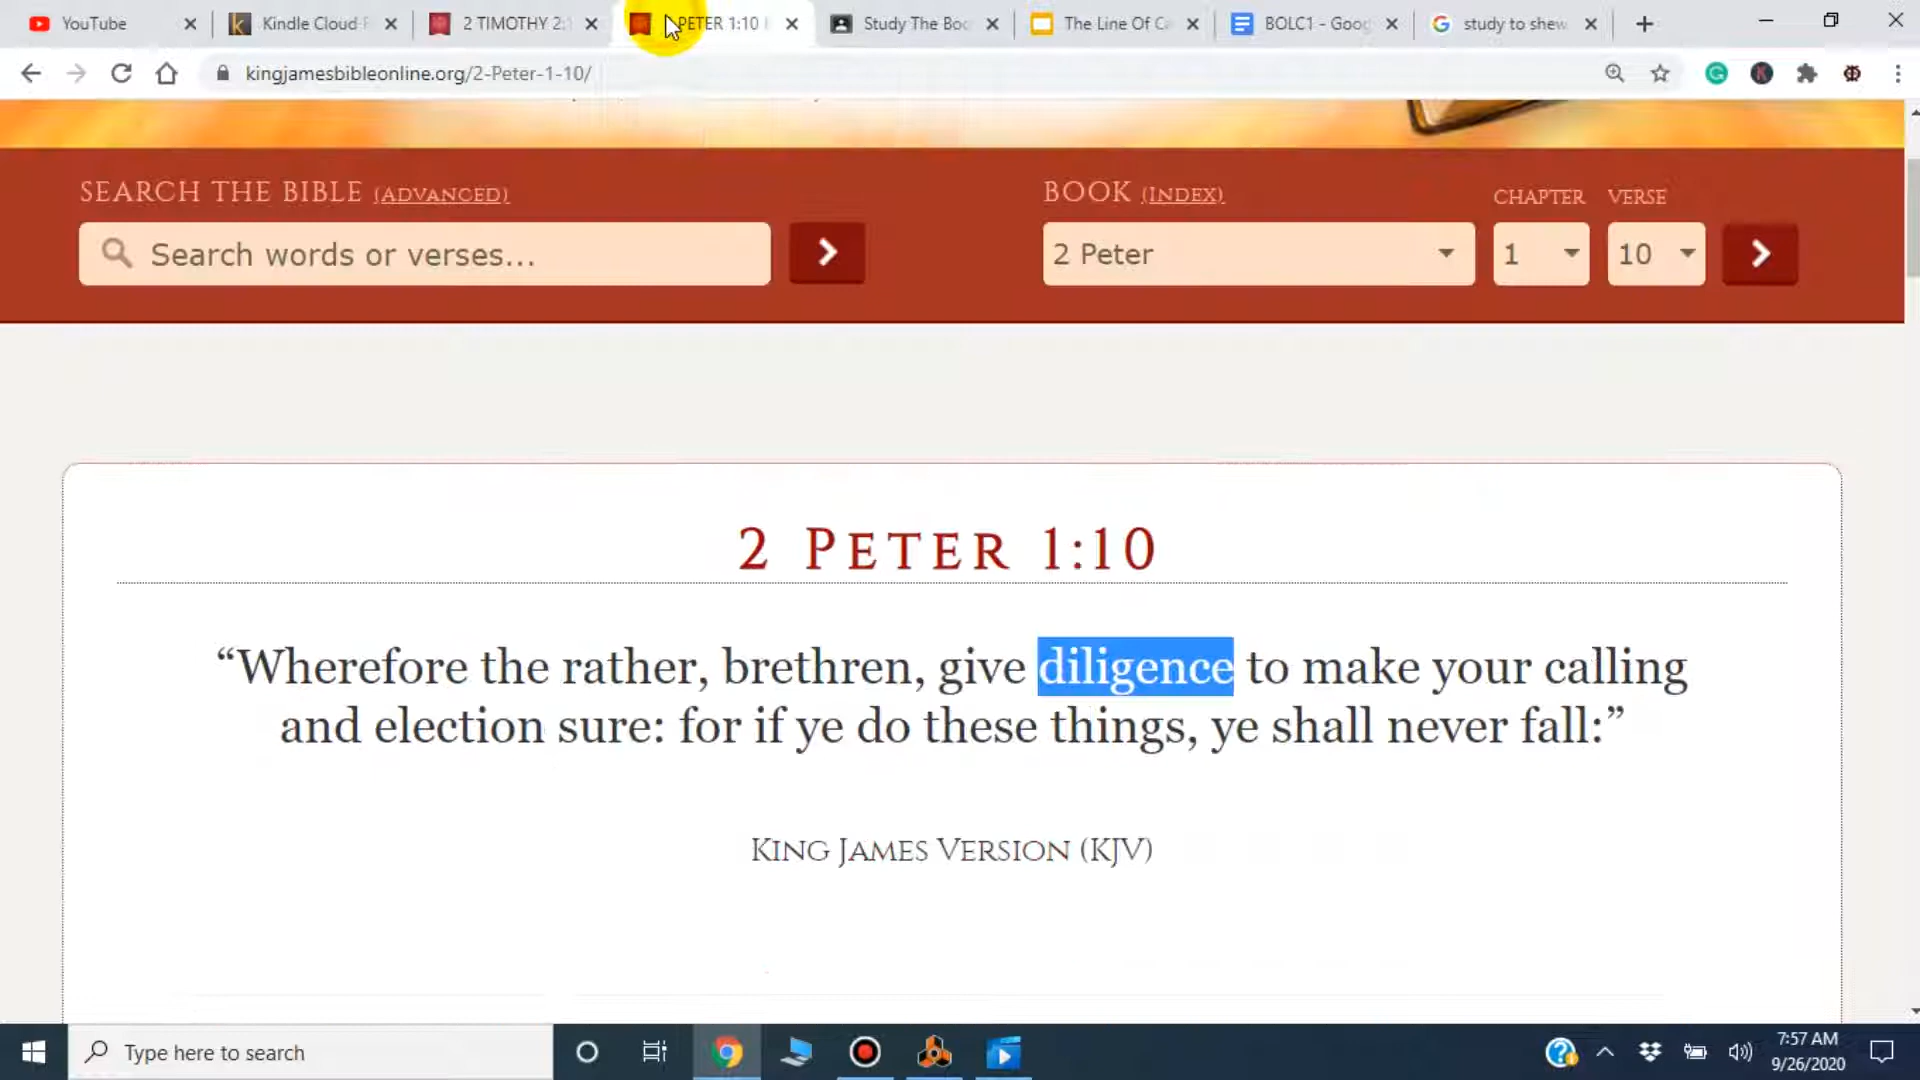 YouTube
Kindle Cloud
2 TIMOTHY 2:
PETER 1:10
Study The Boo
The Line Of C
BOLC1 - Goog
study to shew
kingjamesbibleonline.org/2-Peter-1-10/
SEARCH THE BIBLE (ADVANCED)
BOOK (INDEX)
CHAPTER
VERSE
Search words or verses...
2 Peter
1
10
2 PETER 1:10
“Wherefore the rather, brethren, give diligence to make your calling
and election sure: for if ye do these things, ye shall never fall:”
KING JAMES VERSION (KJV)
Type here to search
7:57 AM
9/26/2020